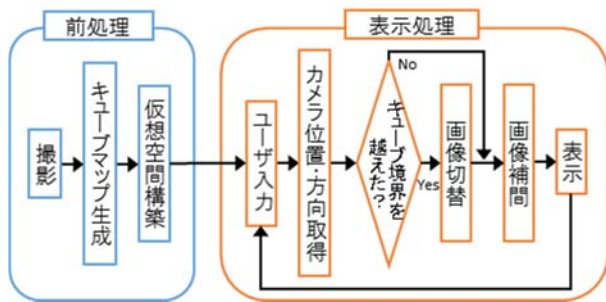 前処理
撮影
キューブマップ生成
仮想空間構築
表示処理
ユーザ入力
カメラ位置・方向取得
キューブ境界を
越えた？
No
Yes
画像切替
画像補間
表示